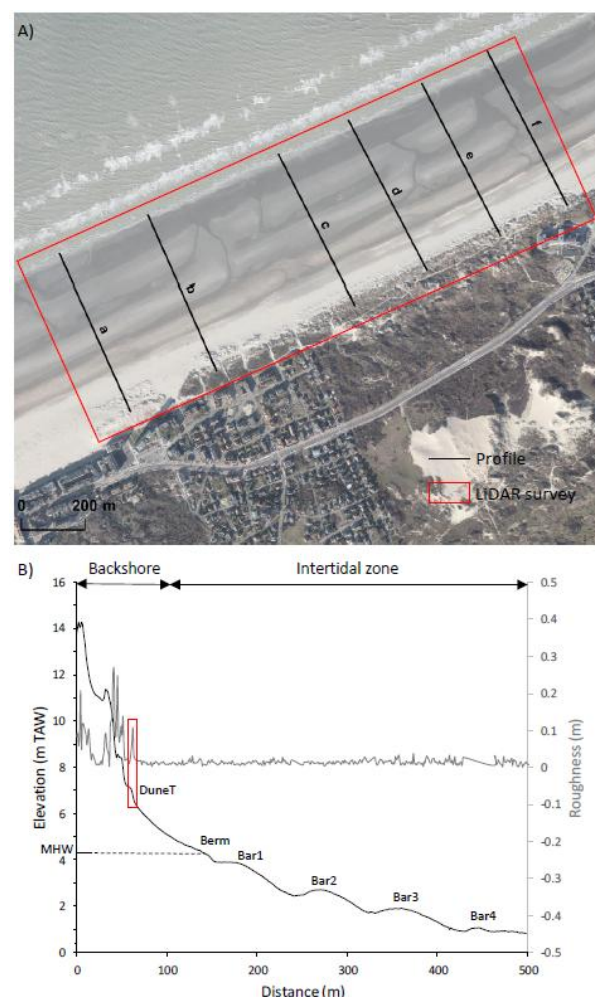 A)
a
b
c
d
e
f
Profile
LIDAR survey
0 200 m
B)
Backshore Intertidal zone
16
14
12
10
8
6
4
2
0
Elevation (m TAW)
MHW
DuneT
Berm
Bar1
Bar2
Bar3
Bar4
0.5
0.4
0.3
0.2
0.1
0
-0.1
-0.2
-0.3
-0.4
-0.5
Roughness (m)
0 100 200 300 400 500
Distance (m)